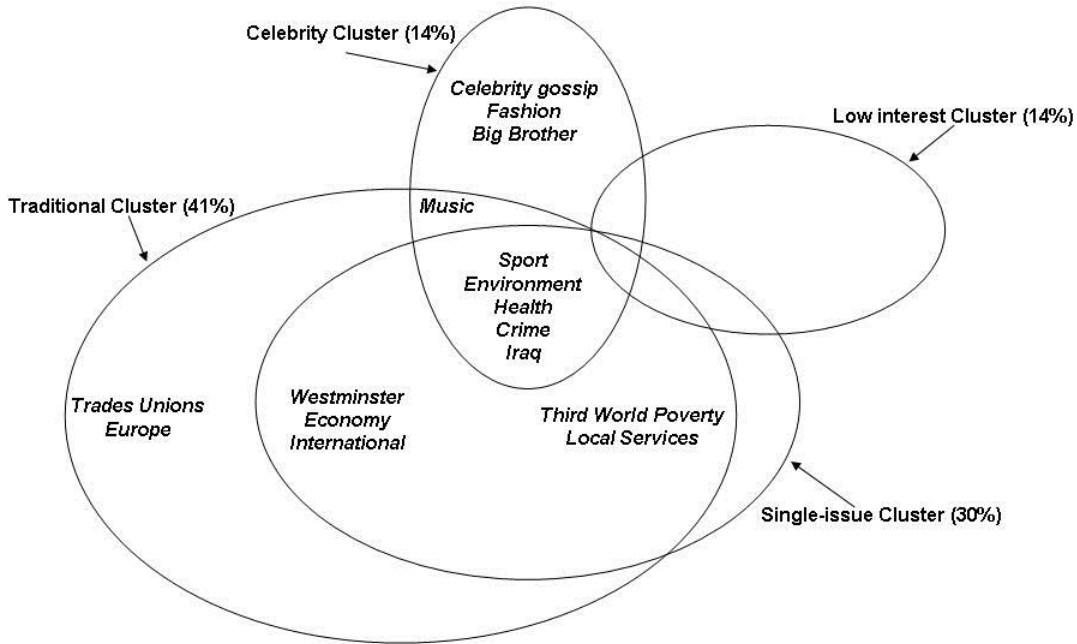 Celebrity Cluster (14%)
Celebrity gossip
Fashion
Big Brother
Low interest Cluster (14%)
Traditional Cluster (41%)
Music
Sport
Environment
Health
Crime
Iraq
Trades Unions
Europe
Westminster
Economy
International
Third World Poverty
Local Services
Single-issue Cluster (30%)